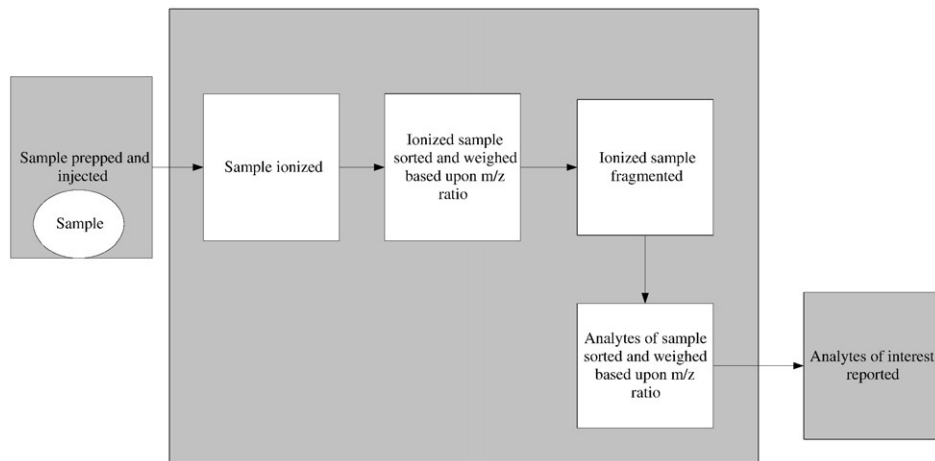 Sample prepped and
injected
Sample
Sample ionized
Ionized sample
sorted and weighed
based upon m/z
ratio
Ionized sample
fragmented
Analytes of sample
sorted and weighed
based upon m/z
ratio
Analytes of interest
reported